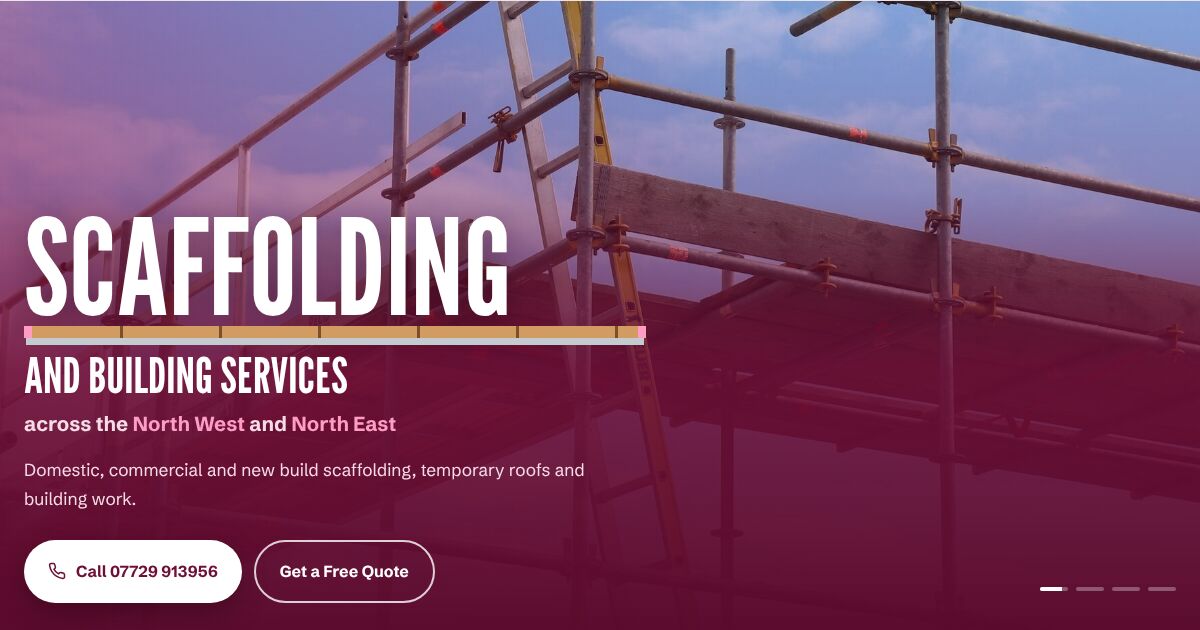 SCAFFOLDING
AND BUILDING SERVICES
across the North West and North East
Domestic, commercial and new build scaffolding, temporary roofs and
building work.
Call 07729 913956
Get a Free Quote